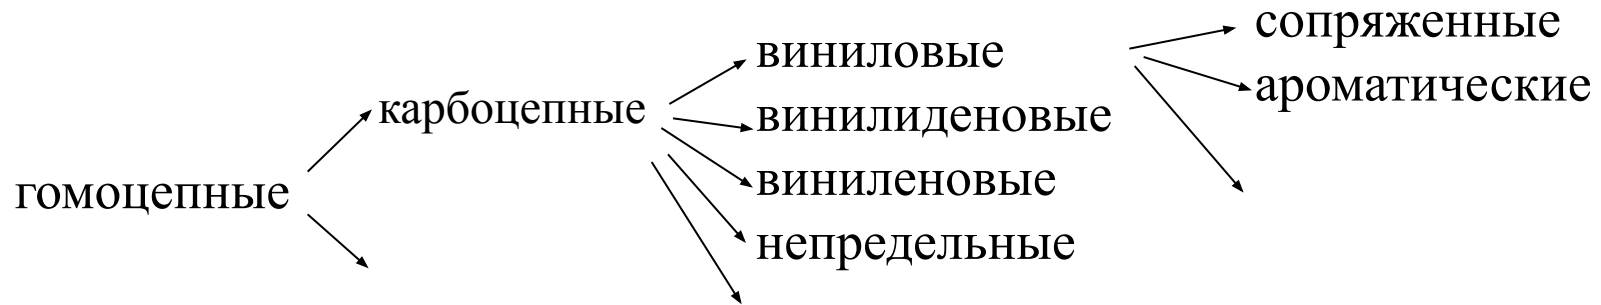 гомоцепные
карбоцепные
виниловые
винилиденовые
виниленовые
непредельные
сопряженные
ароматические